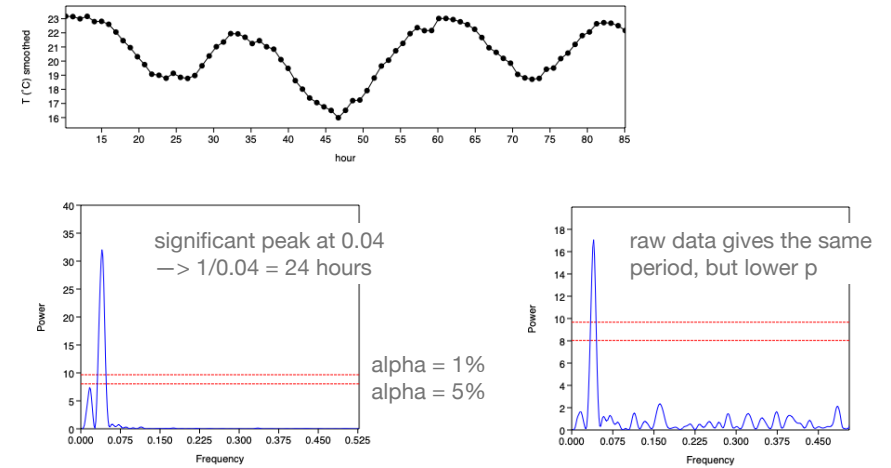 23
22
21
20
19
18
17
16
T (˚C) smoothed
15 20 25 30 35 40 45 50 55 60 65 70 75 80 85
hour
40
35
30
25
20
15
10
5
0
Power
0.000 0.075 0.150 0.225 0.300 0.375 0.450 0.525
Frequency
significant peak at 0.04
—> 1/0.04 = 24 hours
alpha = 1%
alpha = 5%
18
16
14
12
10
8
6
4
2
0
Power
0.000 0.075 0.150 0.225 0.300 0.375 0.450
Frequency
raw data gives the same
period, but lower p